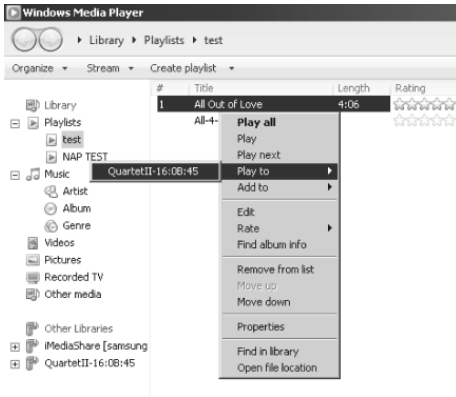 Windows Media Player
Library Playlists test
Organize Stream Create playlist
# Title Length Rating
Library
1 All Out of Love 4:06
Playlists
All-4-
test
NAP TEST
Music
Artist
Album
Genre
Videos
Pictures
Recorded TV
Other media
Other Libraries
iMediaShare [samsung
QuartetII-16:0B:45
QuartetII-16:0B:45
Play all
Play
Play next
Play to
Add to
Edit
Rate
Find album info
Remove from list
Move up
Move down
Properties
Find in library
Open file location